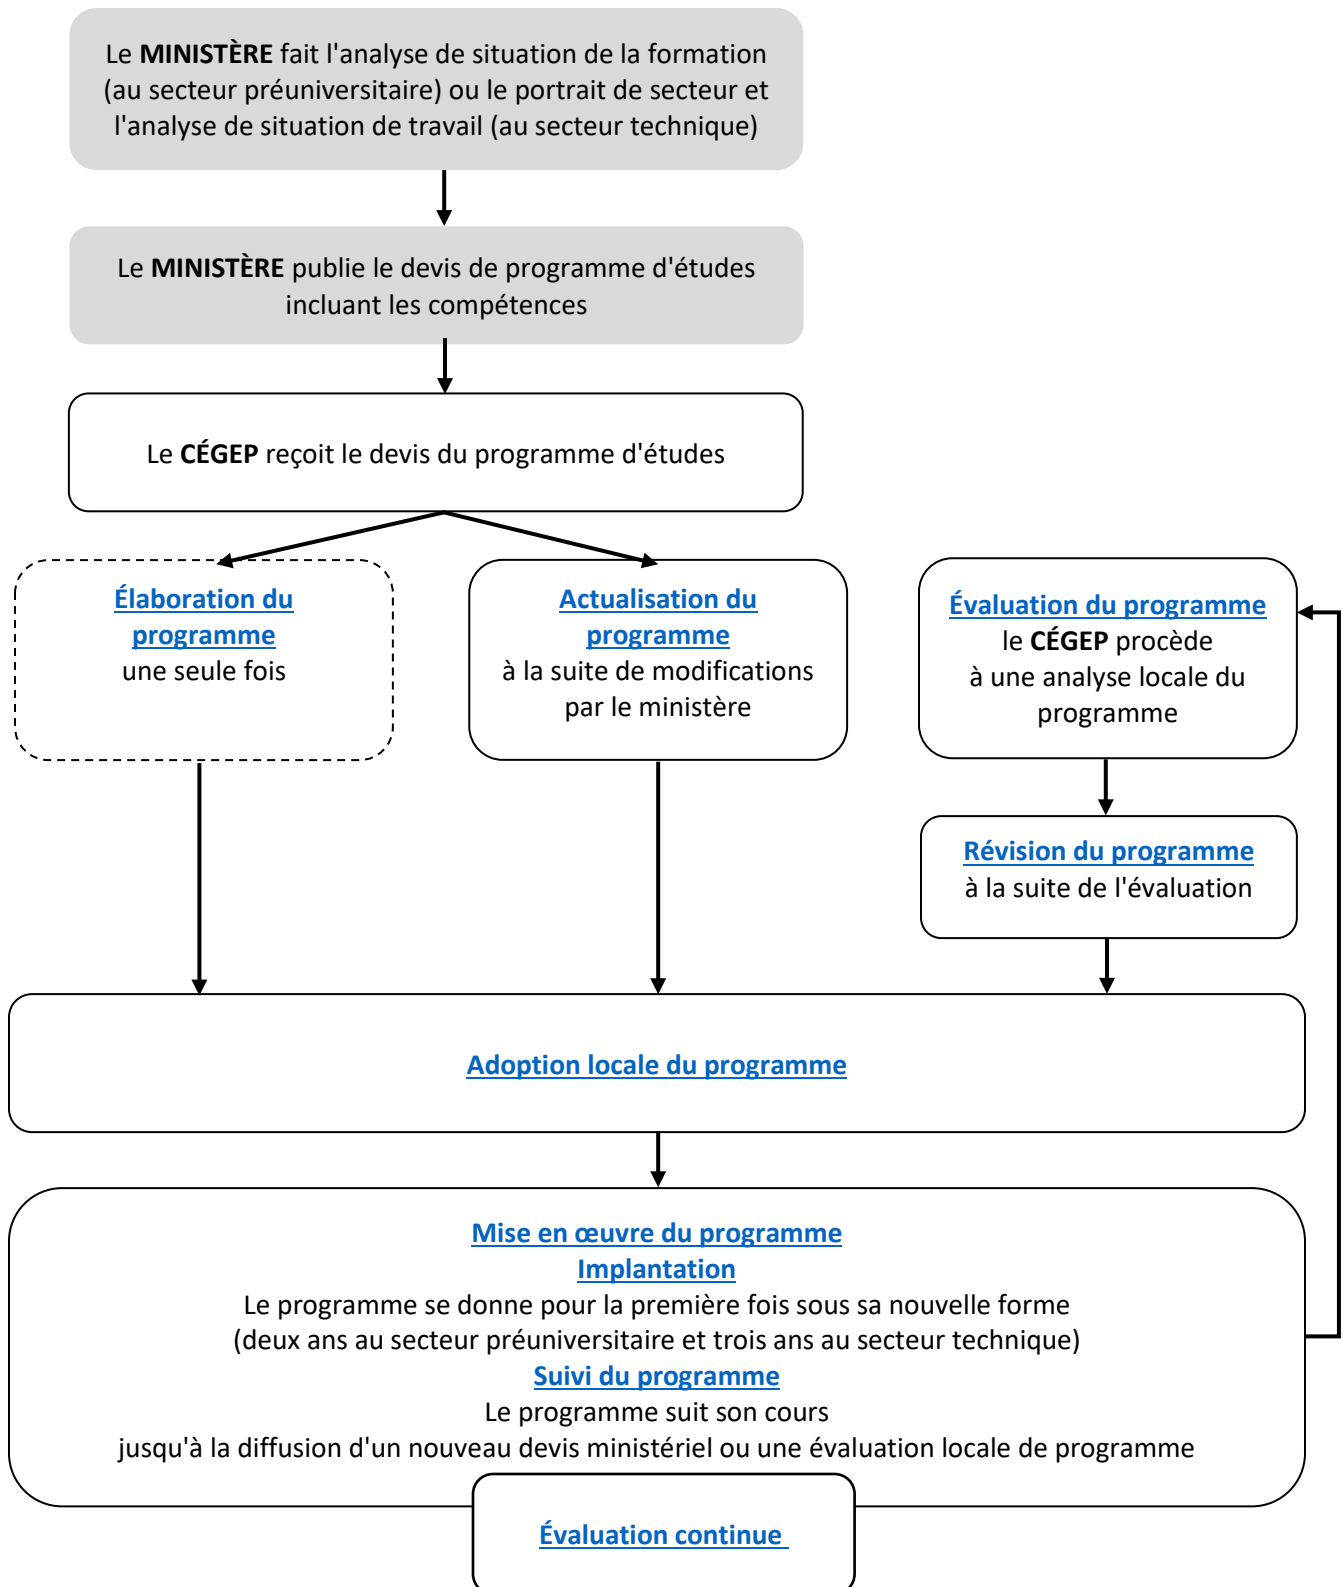 Le MINISTÈRE fait l'analyse de situation de la formation
(au secteur préuniversitaire) ou le portrait de secteur et
l'analyse de situation de travail (au secteur technique)
Le MINISTÈRE publie le devis de programme d'études
incluant les compétences
Le CÉGEP reçoit le devis du programme d'études
Élaboration du
programme
une seule fois
Actualisation du
programme
à la suite de modifications
par le ministère
Évaluation du programme
le CÉGEP procède
à une analyse locale du
programme
Révision du programme
à la suite de l'évaluation
Adoption locale du programme
Mise en œuvre du programme
Implantation
Le programme se donne pour la première fois sous sa nouvelle forme
(deux ans au secteur préuniversitaire et trois ans au secteur technique)
Suivi du programme
Le programme suit son cours
jusqu'à la diffusion d'un nouveau devis ministériel ou une évaluation locale de programme
Évaluation continue